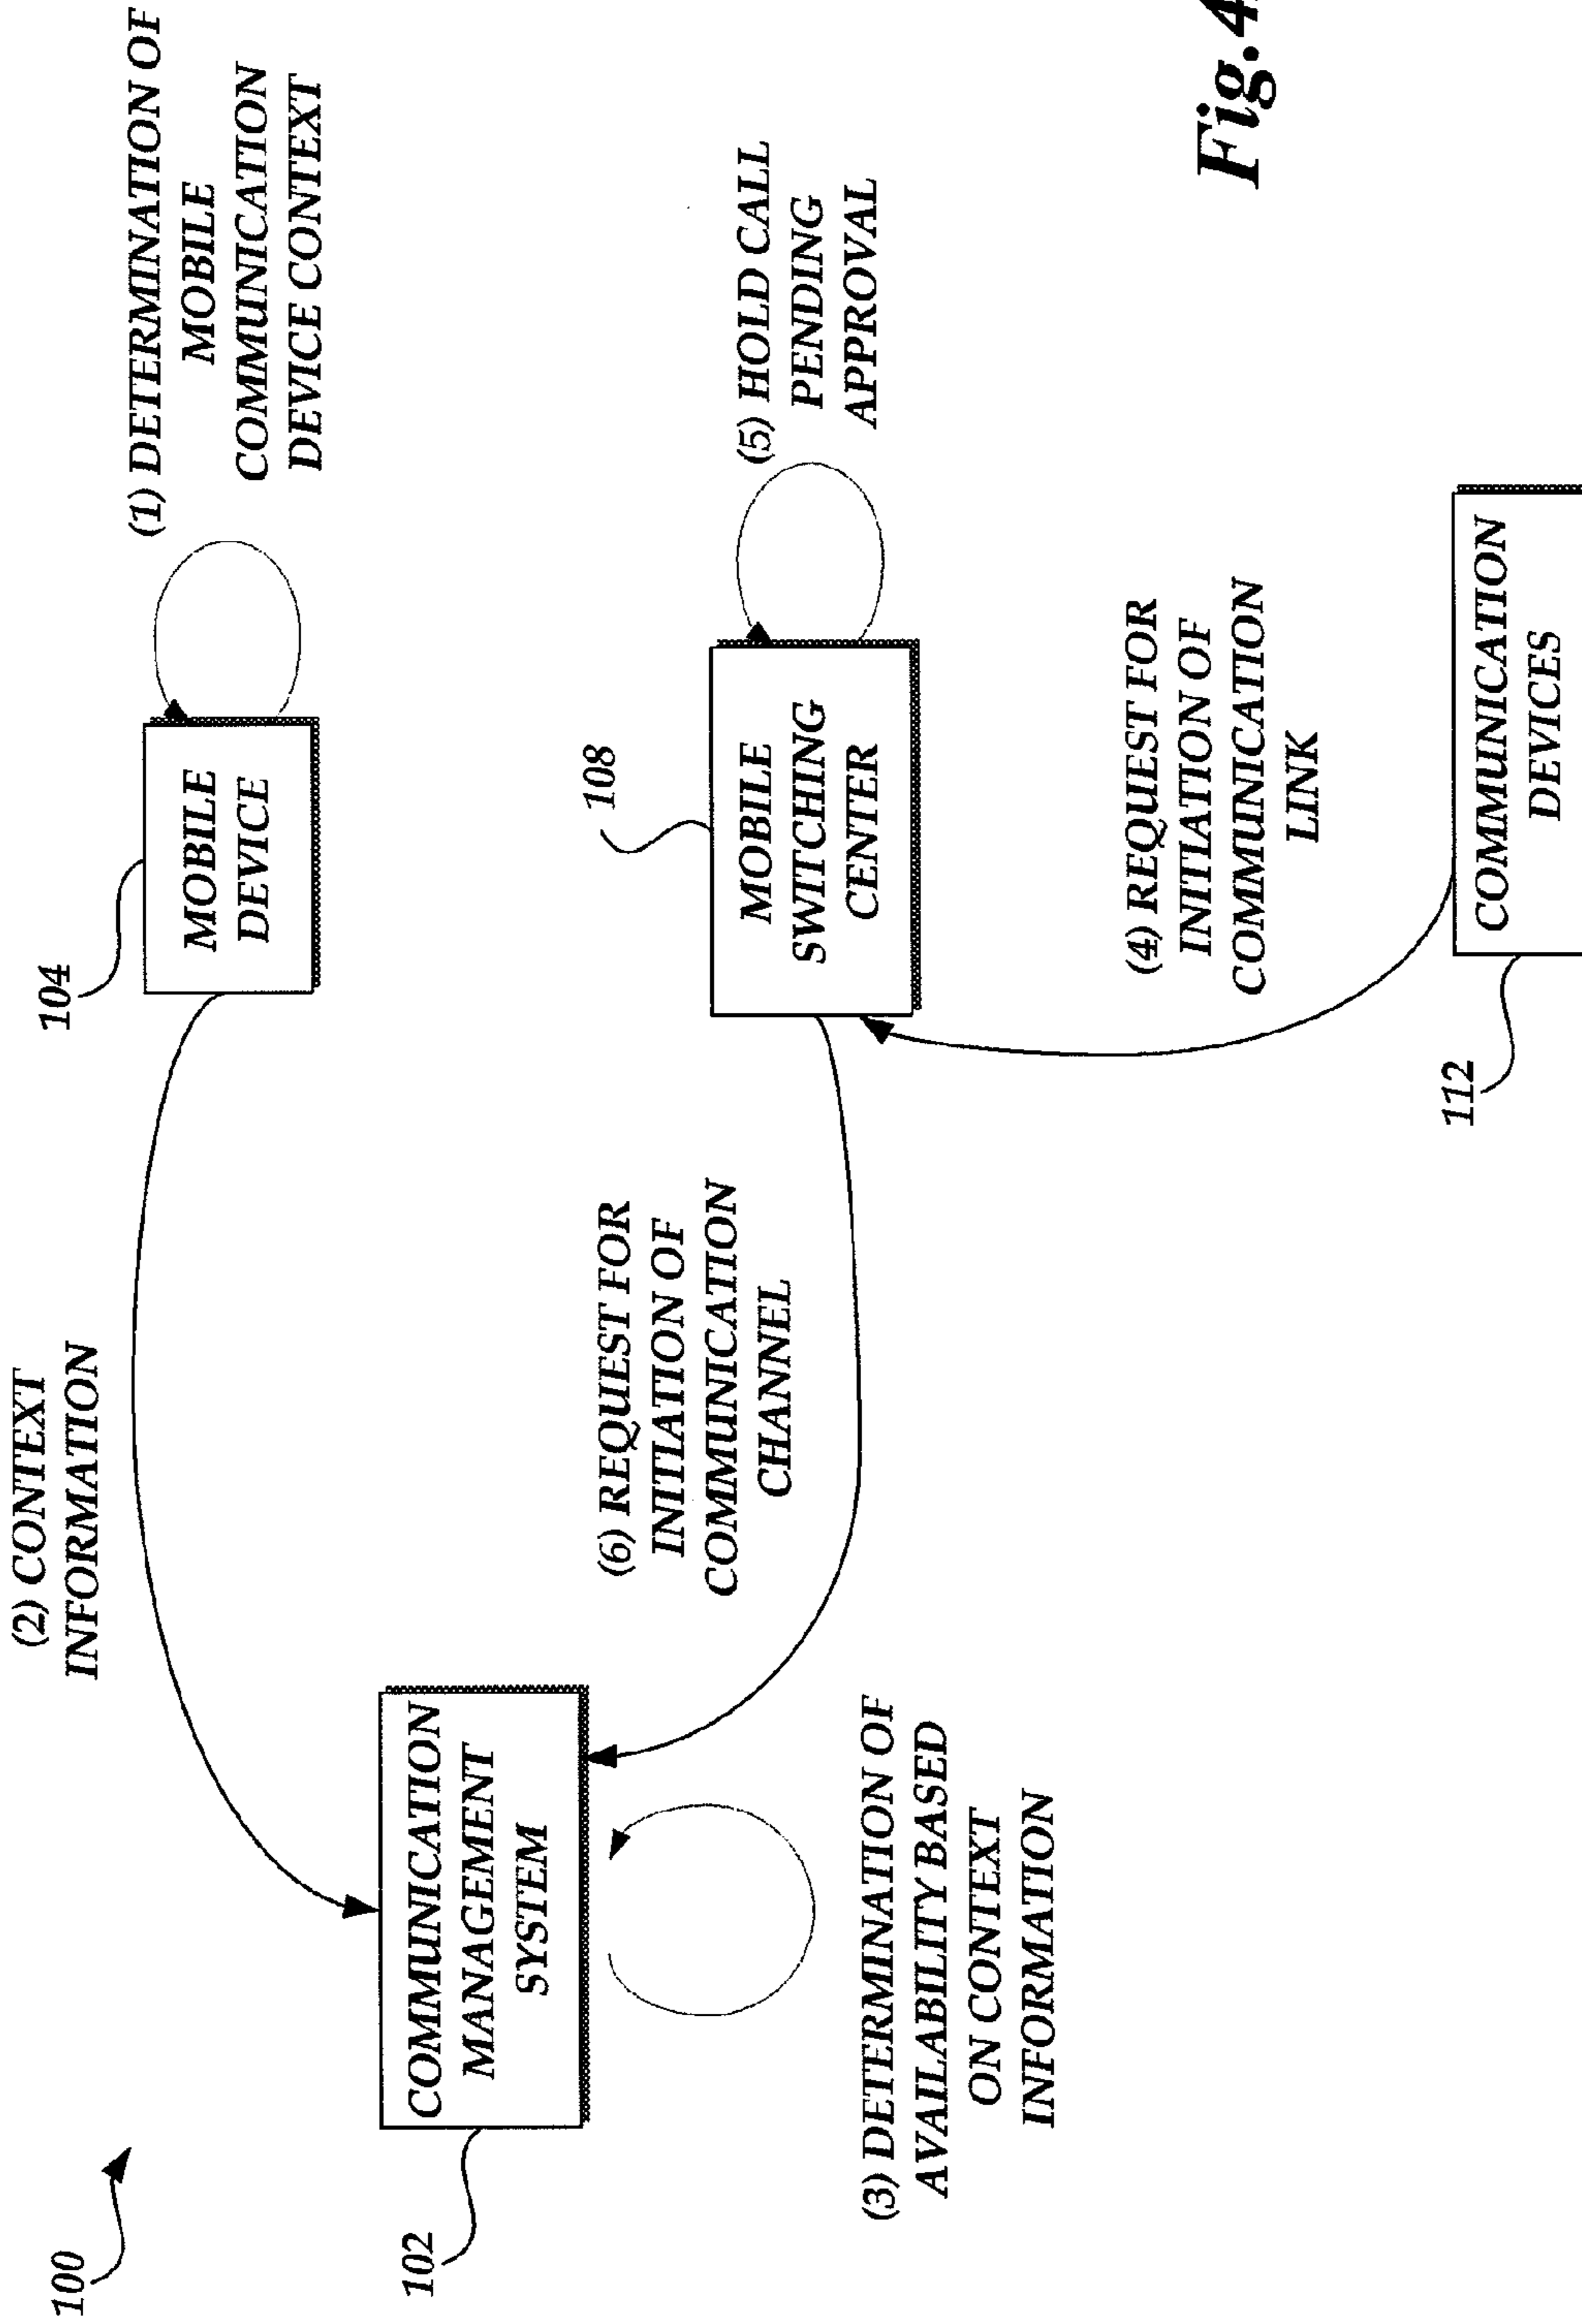 100
(2) CONTEXT
INFORMATION
104
(1) DETERMINATION OF
MOBILE
COMMUNICATION
DEVICE CONTEXT
MOBILE
DEVICE
102
COMMUNICATION
MANAGEMENT
SYSTEM
(6) REQUEST FOR
INITIATION OF
COMMUNICATION
CHANNEL
108
MOBILE
SWITCHING
CENTER
(5) HOLD CALL
PENDING
APPROVAL
(3) DETERMINATION OF
AVAILABILITY BASED
ON CONTEXT
INFORMATION
(4) REQUEST FOR
INITIATION OF
COMMUNICATION
LINK
112
COMMUNICATION
DEVICES
Fig.4